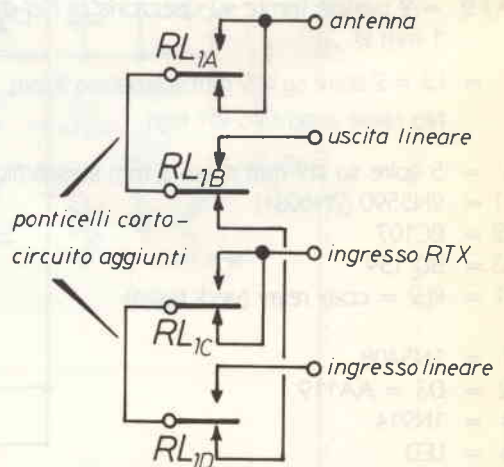 antenna
RL1A
uscita lineare
RL1B
ponticelli corto-
circuito aggiunti
ingresso RTX
RL1C
ingresso lineare
RL1D